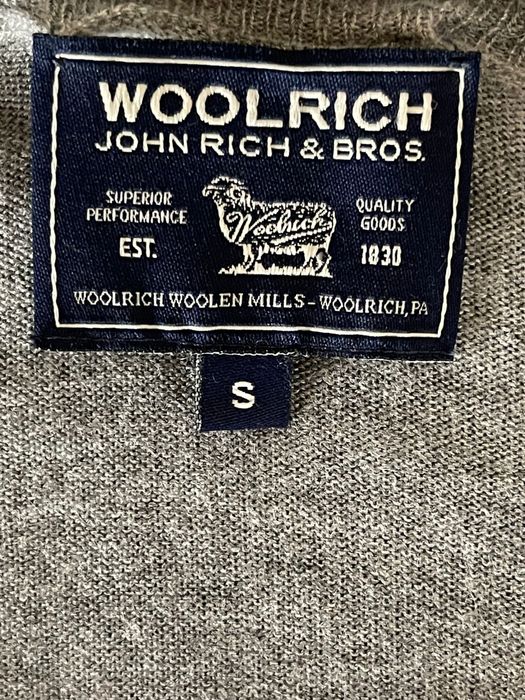 WOOLRICH
JOHN RICH & BROS.
SUPERIOR
PERFORMANCE
EST.
Woolrich
QUALITY
GOODS
1830
WOOLRICH WOOLEN MILLS - WOOLRICH, PA
S